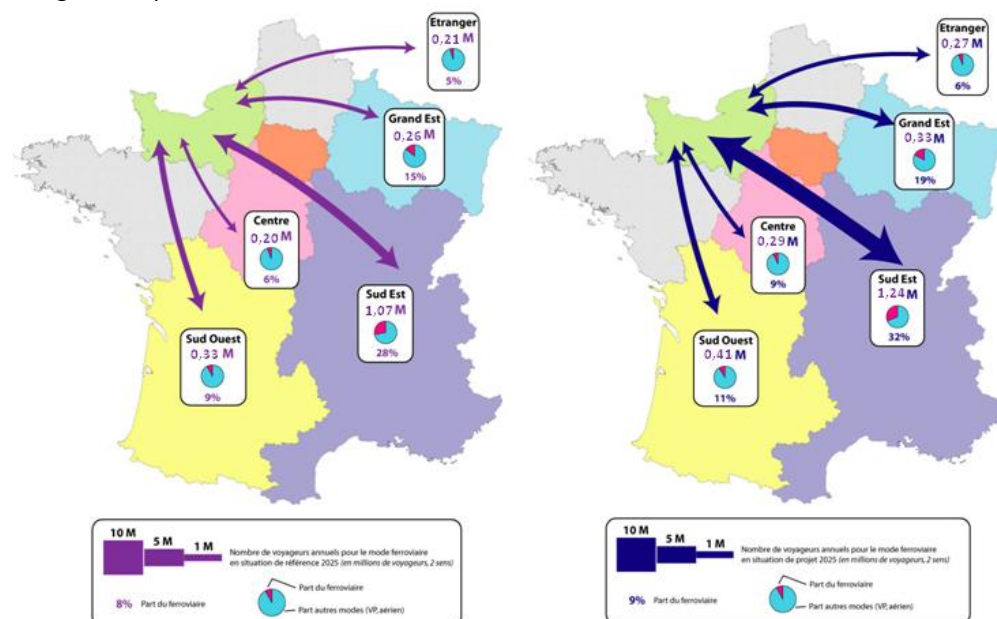 Etranger
0,21 M
5%
Grand Est
0,26 M
15%
Centre
0,20 M
6%
Sud Est
1,07 M
28%
Sud Ouest
0,33 M
9%
10 M
5 M
1 M
Nombre de voyageurs annuels pour le mode ferroviaire
en situation de référence 2025 (en millions de voyageurs, 2 sens)
8% Part du ferroviaire
Part du ferroviaire
Part autres modes (VP, aérien)
Etranger
0,27 M
6%
Grand Est
0,33 M
19%
Centre
0,29 M
9%
Sud Est
1,24 M
32%
Sud Ouest
0,41 M
11%
10 M
5 M
1 M
Nombre de voyageurs annuels pour le mode ferroviaire
en situation de projet 2025 (en millions de voyageurs, 2 sens)
9% Part du ferroviaire
Part du ferroviaire
Part autres modes (VP, aérien)